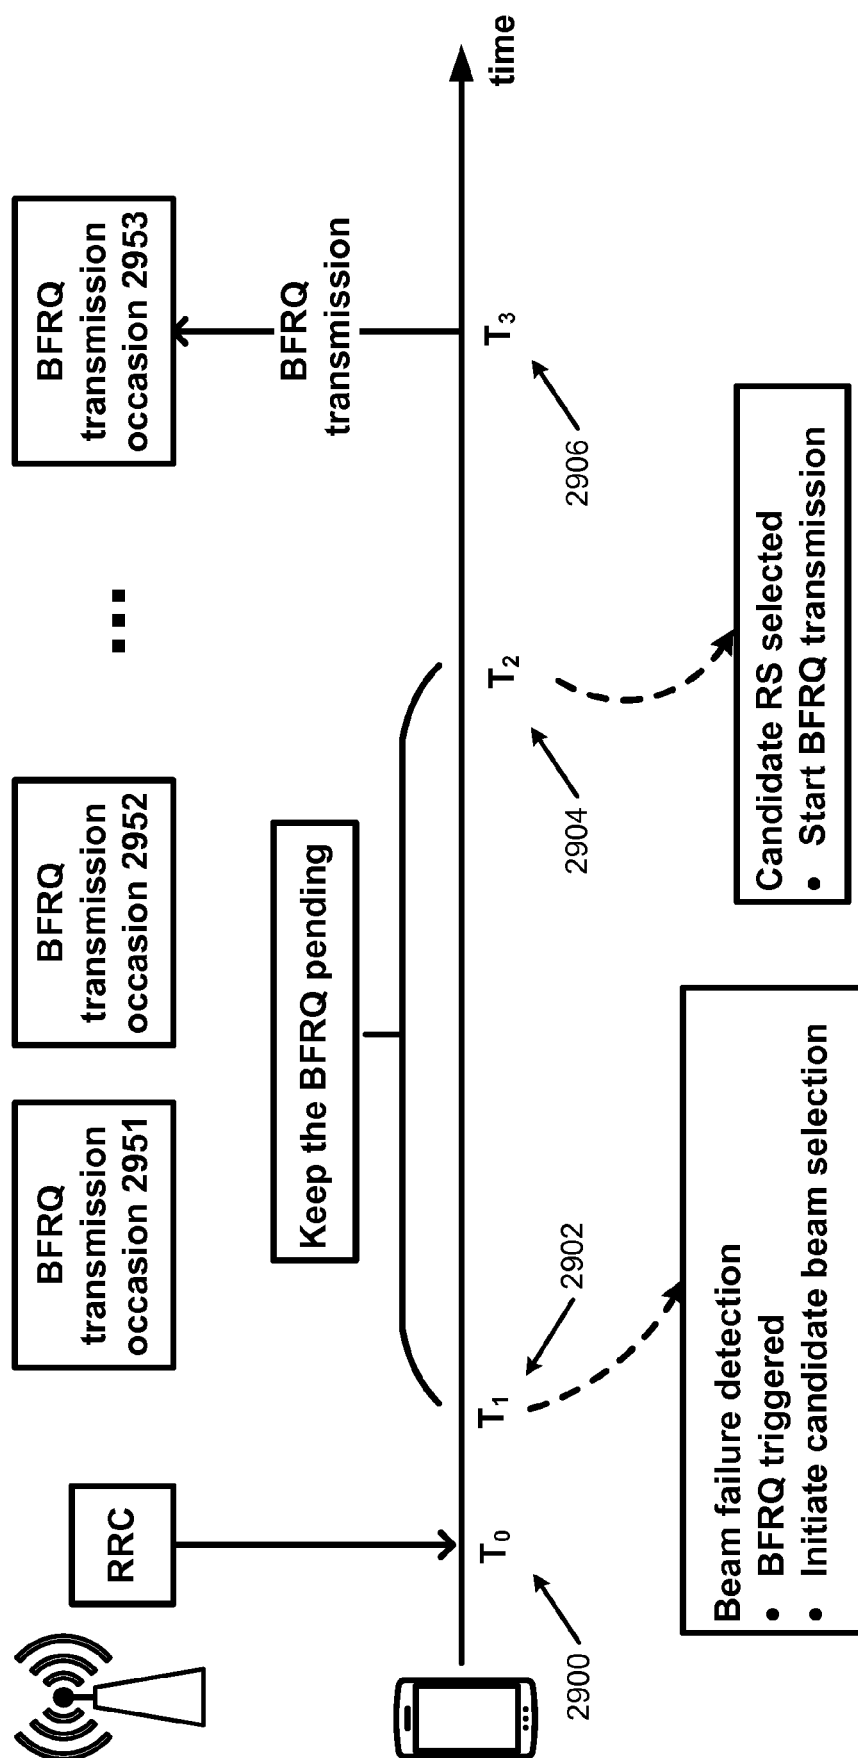 RRC
BFRQ
transmission
occasion 2951
BFRQ
transmission
occasion 2952
...
BFRQ
transmission
occasion 2953
Keep the BFRQ pending
BFRQ
transmission
time
T0
T1
T2
T3
2900
2902
2904
2906
Beam failure detection
• BFRQ triggered
• Initiate candidate beam selection
Candidate RS selected
• Start BFRQ transmission